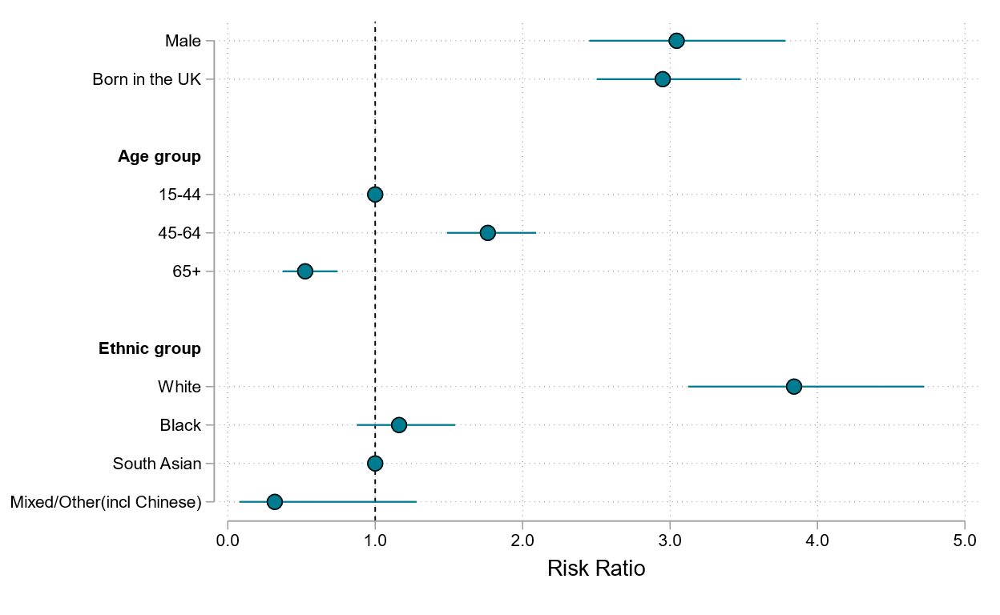 Male
Born in the UK
Age group
15-44
45-64
65+
Ethnic group
White
Black
South Asian
Mixed/Other(incl Chinese)
0.0 1.0 2.0 3.0 4.0 5.0
Risk Ratio